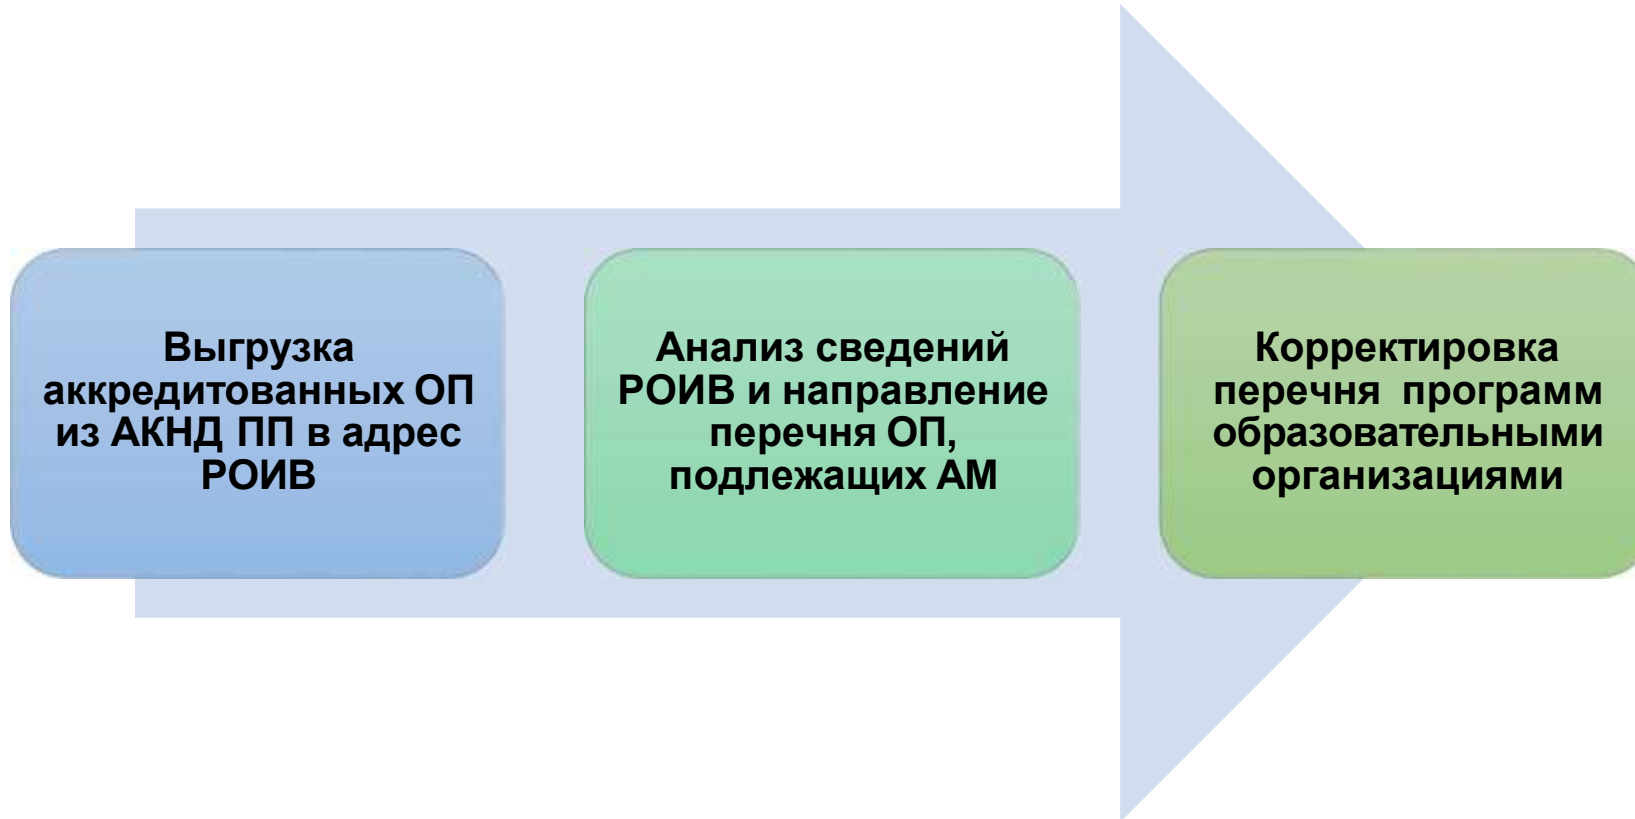 Выгрузка
аккредитованных ОП
из АКНД ПП в адрес
РОИВ
Анализ сведений
РОИВ и направление
перечня ОП,
подлежащих АМ
Корректировка
перечня  программ
образовательными
организациями